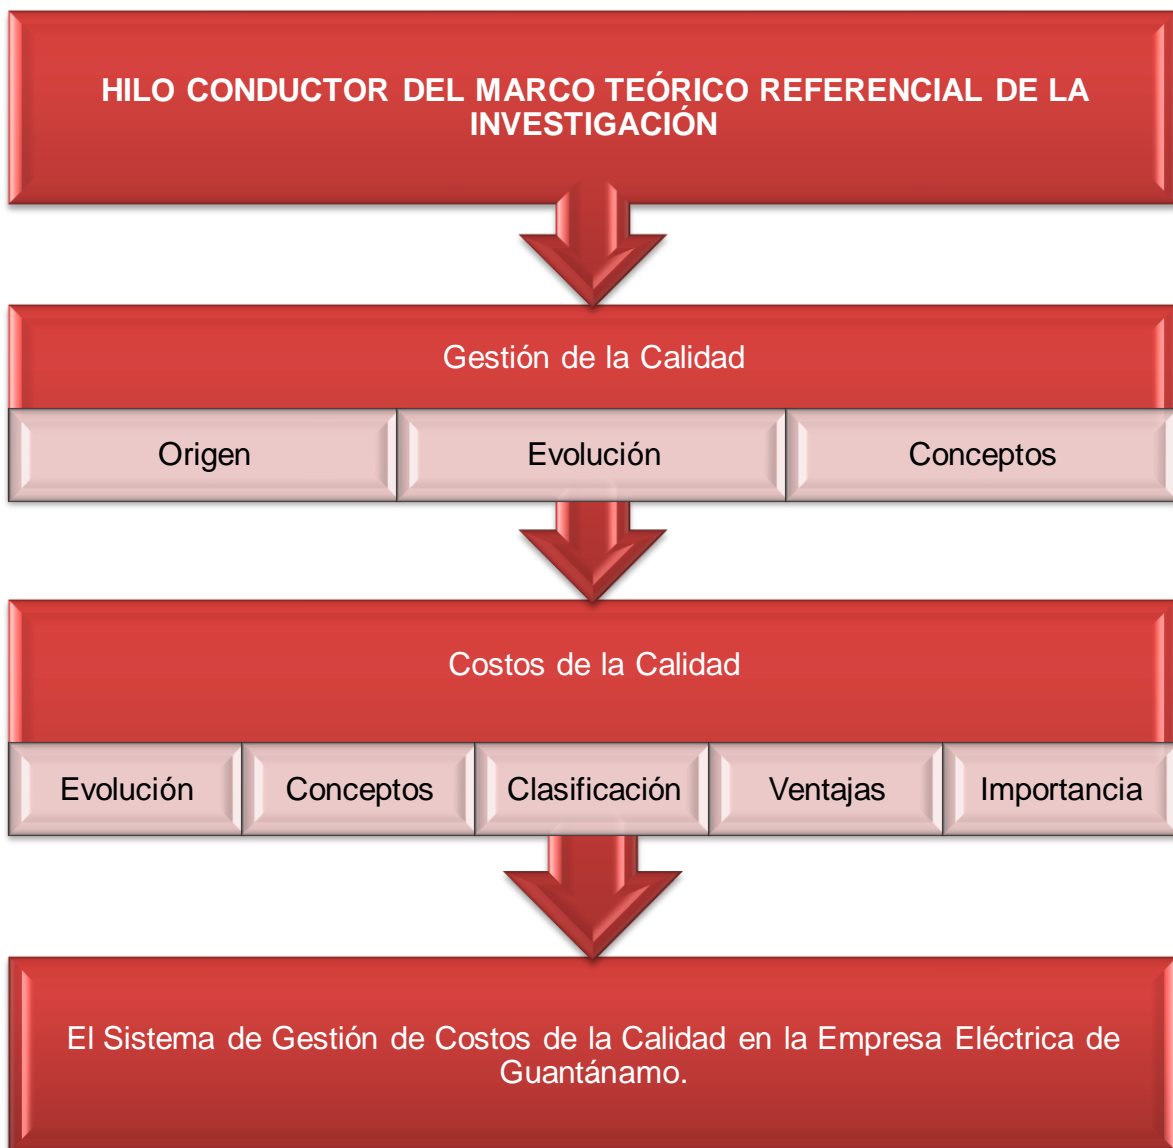 HILO CONDUCTOR DEL MARCO TEÓRICO REFERENCIAL DE LA
INVESTIGACIÓN
Gestión de la Calidad
Origen
Evolución
Conceptos
Costos de la Calidad
Evolución
Conceptos
Clasificación
Ventajas
Importancia
El Sistema de Gestión de Costos de la Calidad en la Empresa Eléctrica de
Guantánamo.